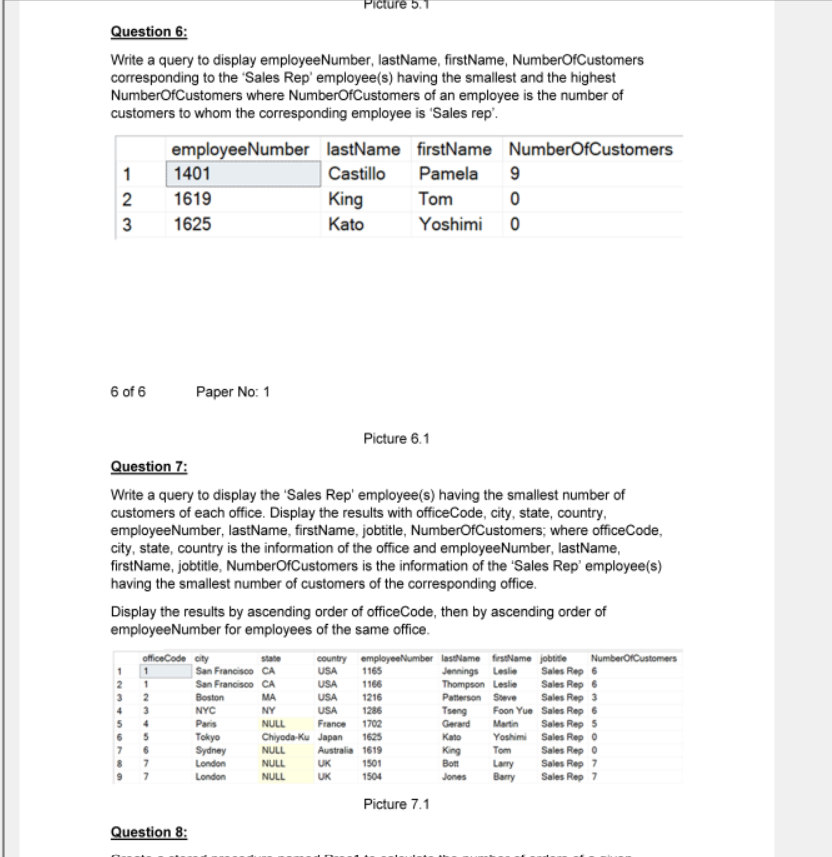 Picture 5.1
Question 6:
Write a query to display employeeNumber, lastName, firstName, NumberOfCustomers
corresponding to the ‘Sales Rep’ employee(s) having the smallest and the highest
NumberOfCustomers where NumberOfCustomers of an employee is the number of
customers to whom the corresponding employee is ‘Sales rep’.
employeeNumber lastName firstName NumberOfCustomers
1 1401 Castillo Pamela 9
2 1619 King Tom 0
3 1625 Kato Yoshimi 0
6 of 6 Paper No: 1
Picture 6.1
Question 7:
Write a query to display the ‘Sales Rep’ employee(s) having the smallest number of
customers of each office. Display the results with officeCode, city, state, country,
employeeNumber, lastName, firstName, jobtitle, NumberOfCustomers; where officeCode,
city, state, country is the information of the office and employeeNumber, lastName,
firstName, jobtitle, NumberOfCustomers is the information of the ‘Sales Rep’ employee(s)
having the smallest number of customers of the corresponding office.
Display the results by ascending order of officeCode, then by ascending order of
employeeNumber for employees of the same office.
officeCode city state country employeeNumber lastName firstName jobtitle NumberOfCustomers
1 1 San Francisco CA USA 1165 Jennings Leslie Sales Rep 6
2 1 San Francisco CA USA 1166 Thompson Leslie Sales Rep 6
3 2 Boston MA USA 1216 Patterson Steve Sales Rep 3
4 3 NYC NY USA 1286 Tseng Foon Yue Sales Rep 6
5 4 Paris NULL France 1702 Gerard Martin Sales Rep 5
6 5 Tokyo Chiyoda-Ku Japan 1625 Kato Yoshimi Sales Rep 0
7 6 Sydney NULL Australia 1619 King Tom Sales Rep 0
8 7 London NULL UK 1501 Bott Larry Sales Rep 7
9 7 London NULL UK 1504 Jones Barry Sales Rep 7
Picture 7.1
Question 8: